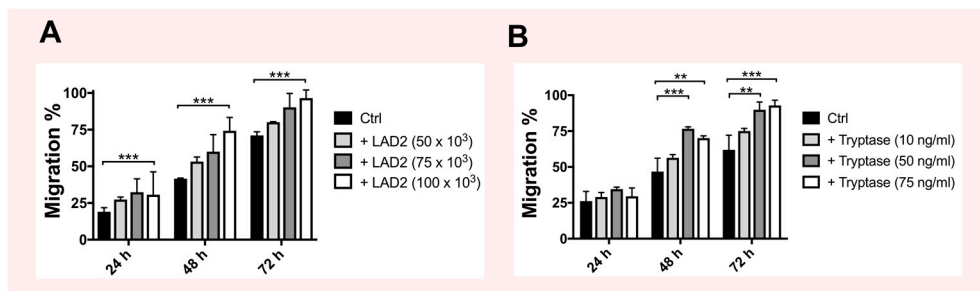 A
Migration %
100
75
50
25
0
***
***
***
24 h
48 h
72 h
Ctrl
+ LAD2 (50 x 10³)
+ LAD2 (75 x 10³)
+ LAD2 (100 x 10³)
B
Migration %
100
75
50
25
0
**
***
***
**
24 h
48 h
72 h
Ctrl
+ Tryptase (10 ng/ml)
+ Tryptase (50 ng/ml)
+ Tryptase (75 ng/ml)